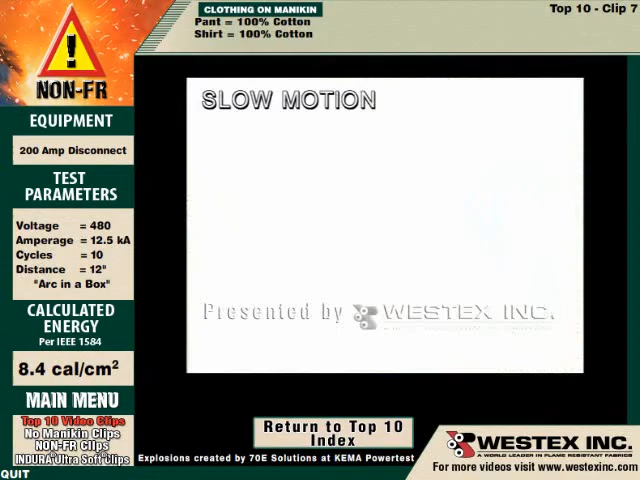 CLOTHING ON MANIKIN
Pant = 100% Cotton
Shirt = 100% Cotton
Top 10 - Clip 7
!
NON-FR
EQUIPMENT
200 Amp Disconnect
TEST
PARAMETERS
Voltage = 480
Amperage = 12.5 kA
Cycles = 10
Distance = 12"
"Arc in a Box"
CALCULATED
ENERGY
Per IEEE 1584
8.4 cal/cm²
MAIN MENU
Top 10 Video Clips
No Manikin Clips
NON-FR Clips
INDURA® Ultra Soft® Clips
QUIT
SLOW MOTION
Presented by WESTEX INC.
Return to Top 10
Index
Explosions created by 70E Solutions at KEMA Powertest
WESTEX INC.
A WORLD LEADER IN FLAME RESISTANT FABRICS
For more videos visit www.westexinc.com